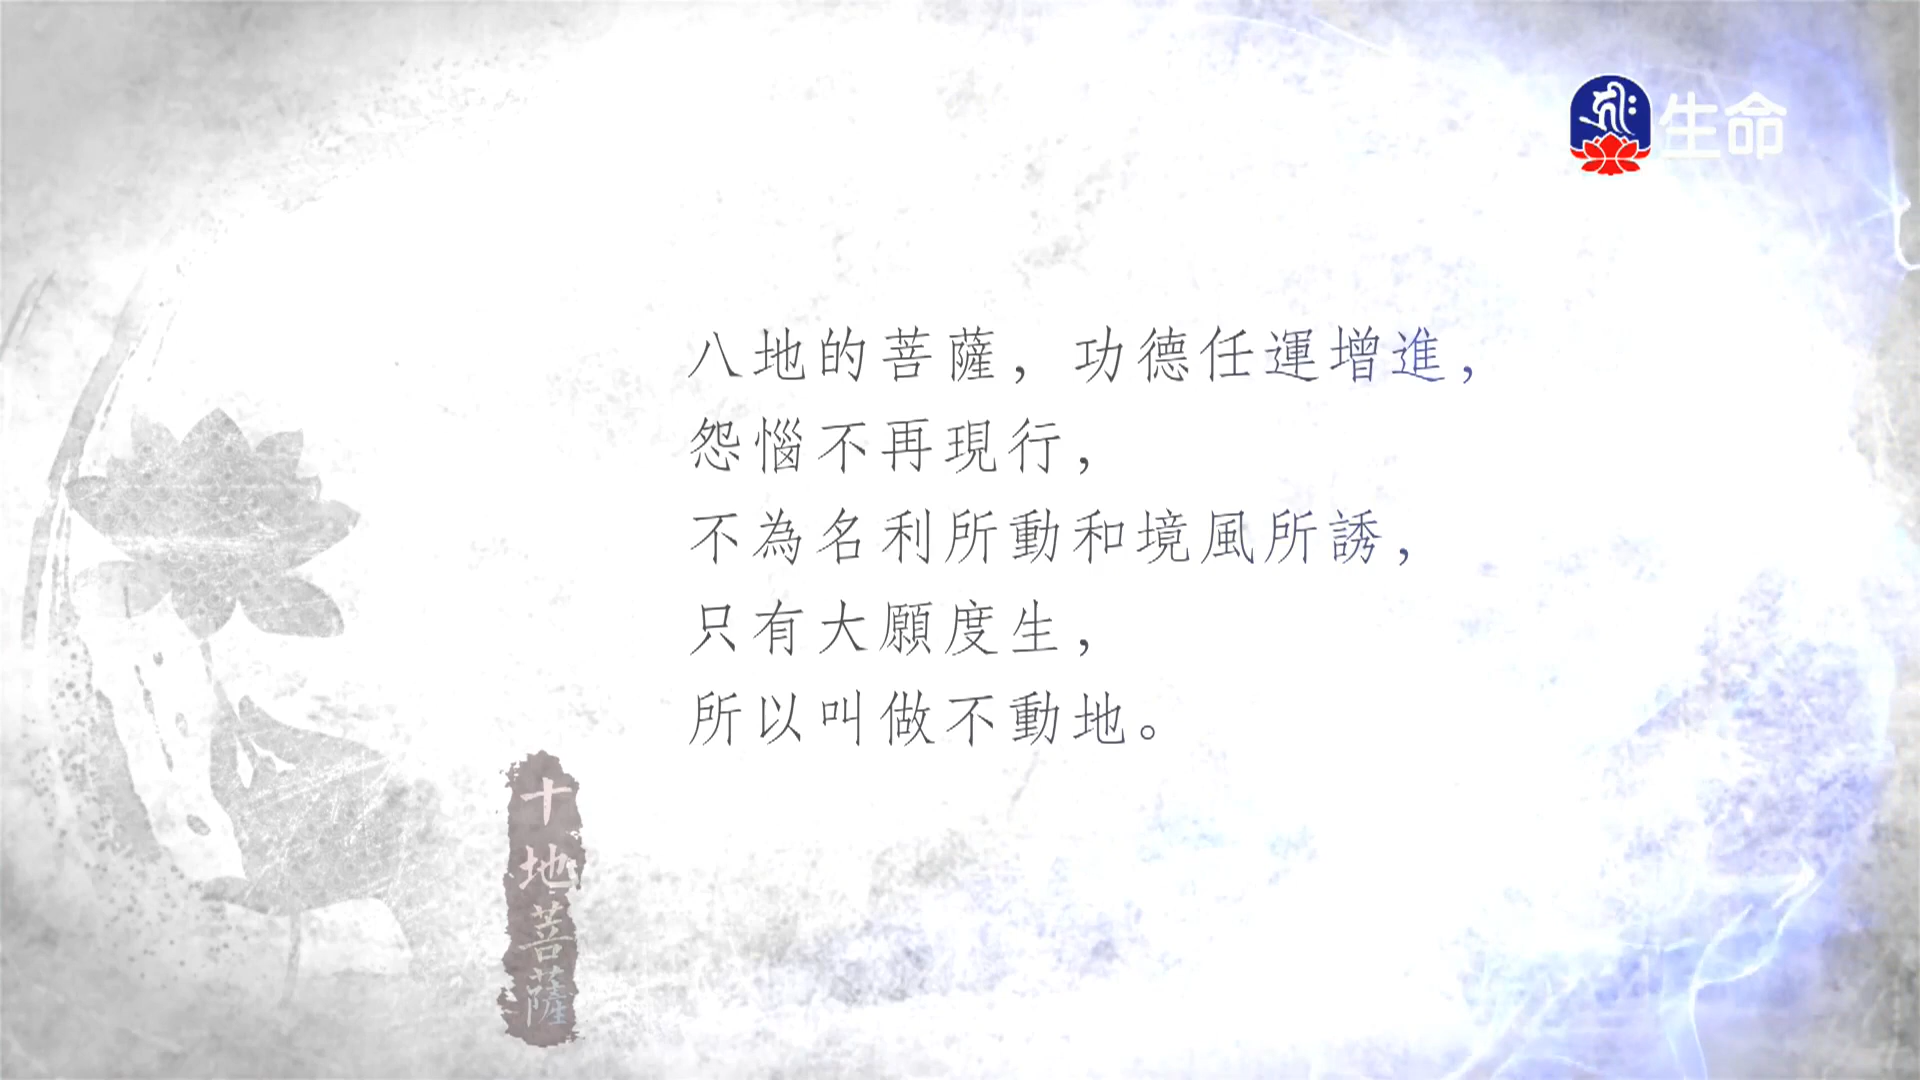 生命
八地的菩薩，功德任運增進，
怨惱不再現行，
不為名利所動和境風所誘，
只有大願度生，
所以叫做不動地。
十地菩薩